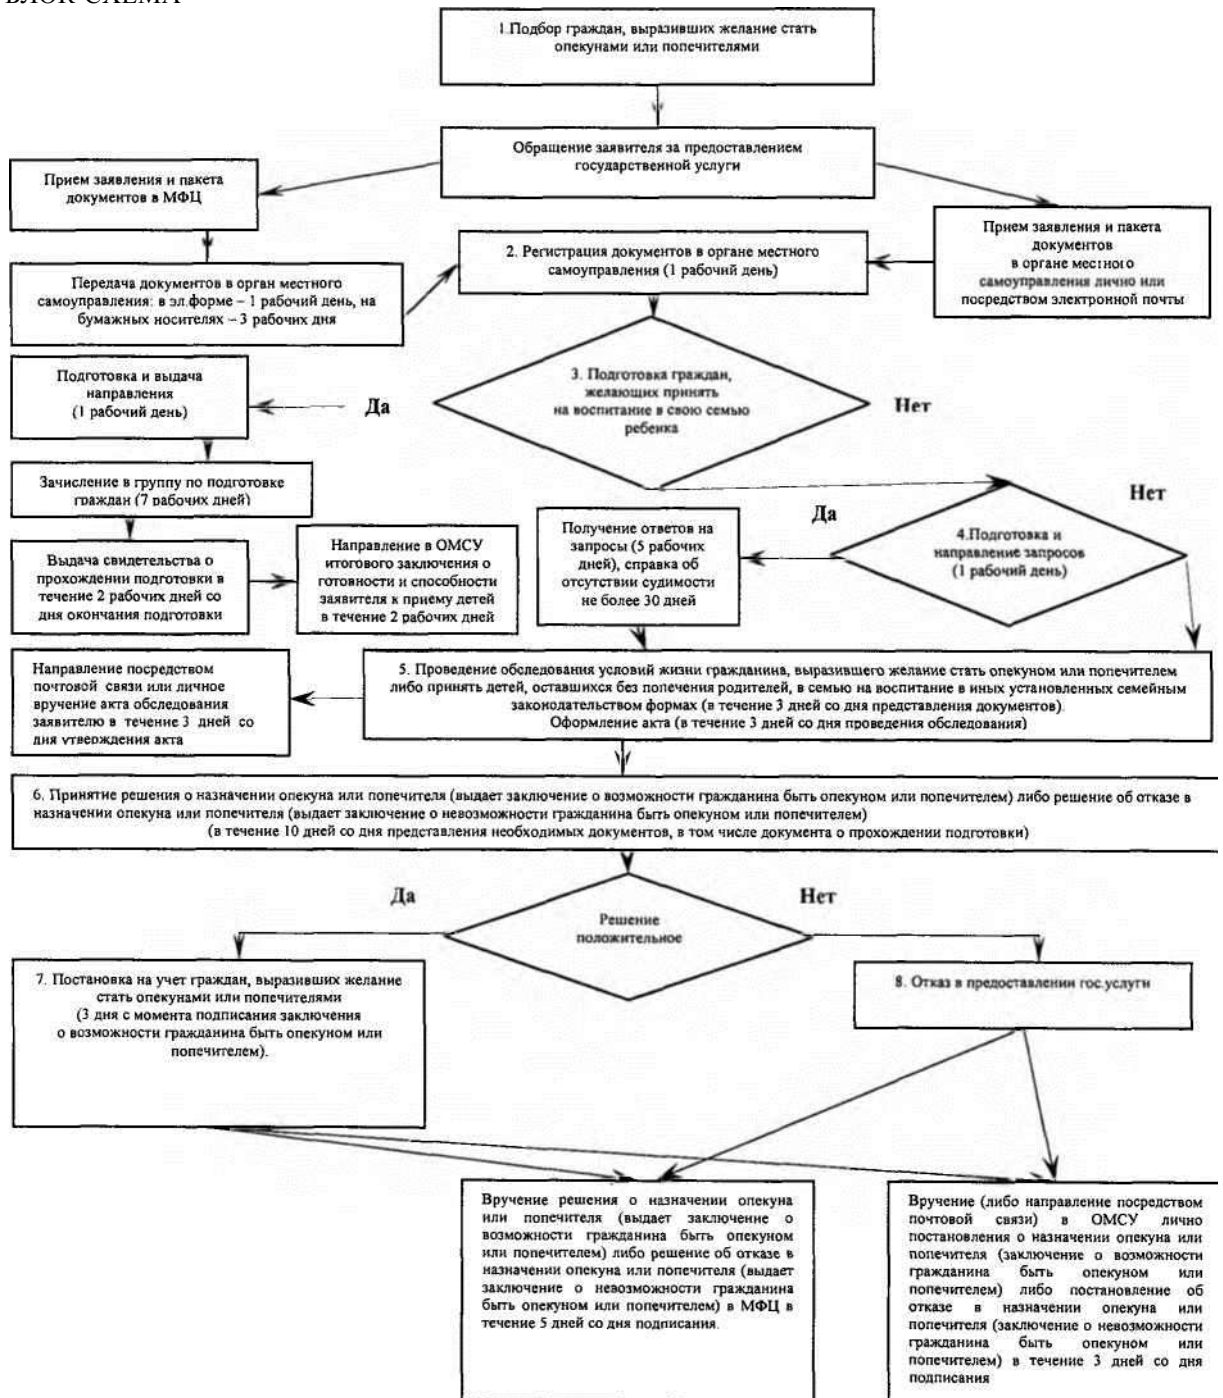 БЛОК-СХЕМА
1.Подбор граждан, выразивших желание стать
опекунами или попечителями
Обращение заявителя за предоставлением
государственной услуги
Прием заявления и пакета
документов в МФЦ
Прием заявления и пакета
документов
в органе местного
самоуправления лично или
посредством электронной почты
2. Регистрация документов в органе местного
самоуправления (1 рабочий день)
Передача документов в орган местного
самоуправления: в эл.форме – 1 рабочий день, на
бумажных носителях – 3 рабочих дня
3. Подготовка граждан,
желающих принять
на воспитание в свою семью
ребенка
Да
Нет
Подготовка и выдача
направления
(1 рабочий день)
Зачисление в группу по подготовке
граждан (7 рабочих дней)
Выдача свидетельства о
прохождении подготовки в
течение 2 рабочих дней со
дня окончания подготовки
Направление в ОМСУ
итогового заключения о
готовности и способности
заявителя к приему детей
в течение 2 рабочих дней
Получение ответов на
запросы (5 рабочих
дней), справка об
отсутствии судимости
не более 30 дней
Да
Нет
4.Подготовка и
направление запросов
(1 рабочий день)
Направление посредством
почтовой связи или личное
вручение акта обследования
заявителю в течение 3 дней со
дня утверждения акта
5. Проведение обследования условий жизни гражданина, выразившего желание стать опекуном или попечителем
либо принять детей, оставшихся без попечения родителей, в семью на воспитание в иных установленных семейным
законодательством формах (в течение 3 дней со дня представления документов).
Оформление акта (в течение 3 дней со дня проведения обследования)
6. Принятие решения о назначении опекуна или попечителя (выдает заключение о возможности гражданина быть опекуном или попечителем) либо решение об отказе в
назначении опекуна или попечителя (выдает заключение о невозможности гражданина быть опекуном или попечителем)
(в течение 10 дней со дня представления необходимых документов, в том числе документа о прохождении подготовки)
Да
Нет
Решение
положительное
7. Постановка на учет граждан, выразивших желание
стать опекунами или попечителями
(3 дня с момента подписания заключения
о возможности гражданина быть опекуном или
попечителем).
8. Отказ в предоставлении гос.услуги
Вручение решения о назначении опекуна
или попечителя (выдает заключение о
возможности гражданина быть опекуном
или попечителем) либо решение об отказе в
назначении опекуна или попечителя (выдает
заключение о невозможности гражданина
быть опекуном или попечителем) в МФЦ в
течение 5 дней со дня подписания.
Вручение (либо направление посредством
почтовой связи) в ОМСУ лично
постановления о назначении опекуна или
попечителя (заключение о возможности
гражданина быть опекуном или
попечителем) либо постановление об
отказе в назначении опекуна или
попечителя (заключение о невозможности
гражданина быть опекуном или
попечителем) в течение 3 дней со дня
подписания